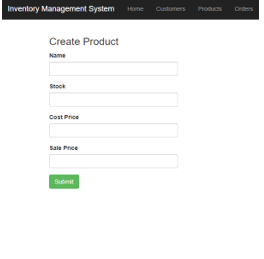 Inventory Management System Home Customers Products Orders
Create Product
Name
Stock
Cost Price
Sale Price
Submit